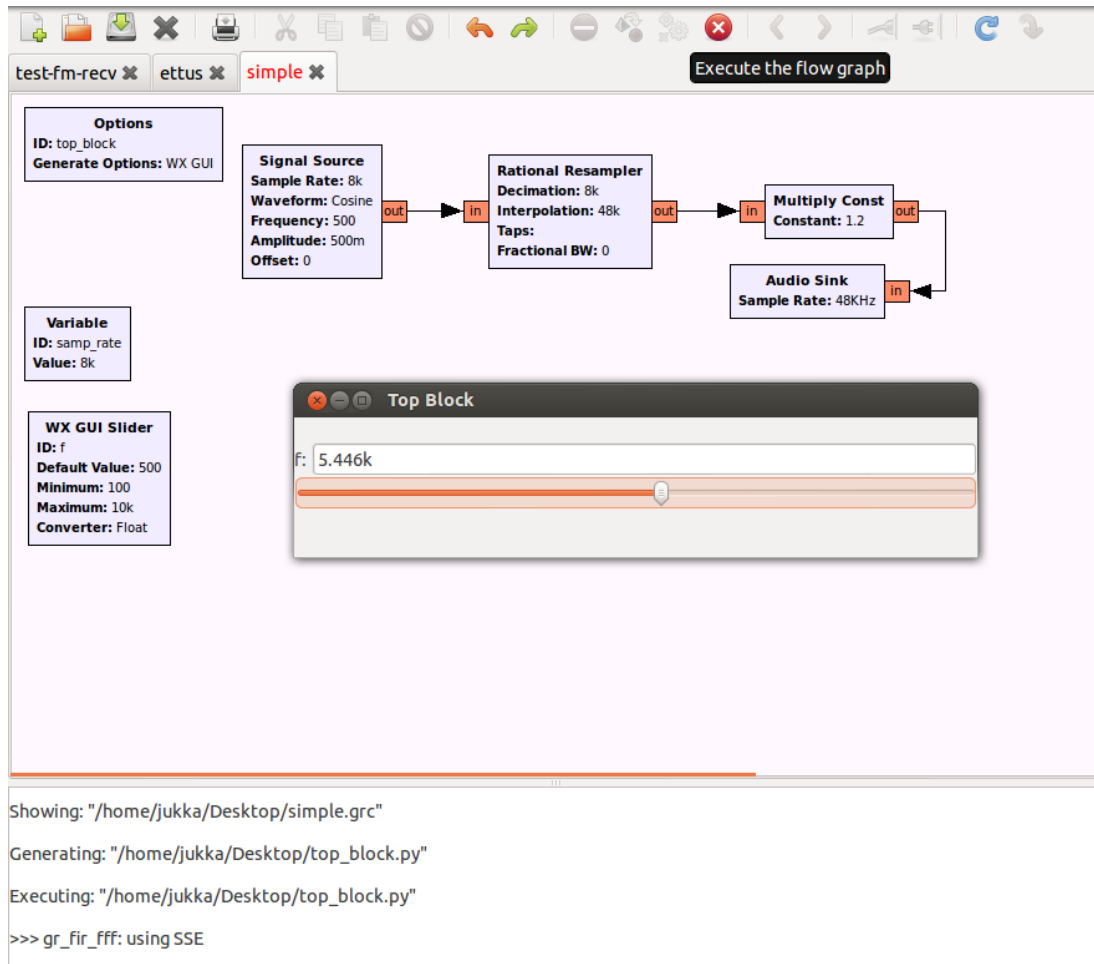 test-fm-recv
ettus
simple
Execute the flow graph
Options
ID: top_block
Generate Options: WX GUI
Signal Source
Sample Rate: 8k
Waveform: Cosine
Frequency: 500
Amplitude: 500m
Offset: 0
out
in
Rational Resampler
Decimation: 8k
Interpolation: 48k
Taps:
Fractional BW: 0
out
in
Multiply Const
Constant: 1.2
out
Audio Sink
Sample Rate: 48KHz
in
Variable
ID: samp_rate
Value: 8k
WX GUI Slider
ID: f
Default Value: 500
Minimum: 100
Maximum: 10k
Converter: Float
Top Block
f: 5.446k
Showing: "/home/jukka/Desktop/simple.grc"
Generating: "/home/jukka/Desktop/top_block.py"
Executing: "/home/jukka/Desktop/top_block.py"
>>> gr_fir_fff: using SSE